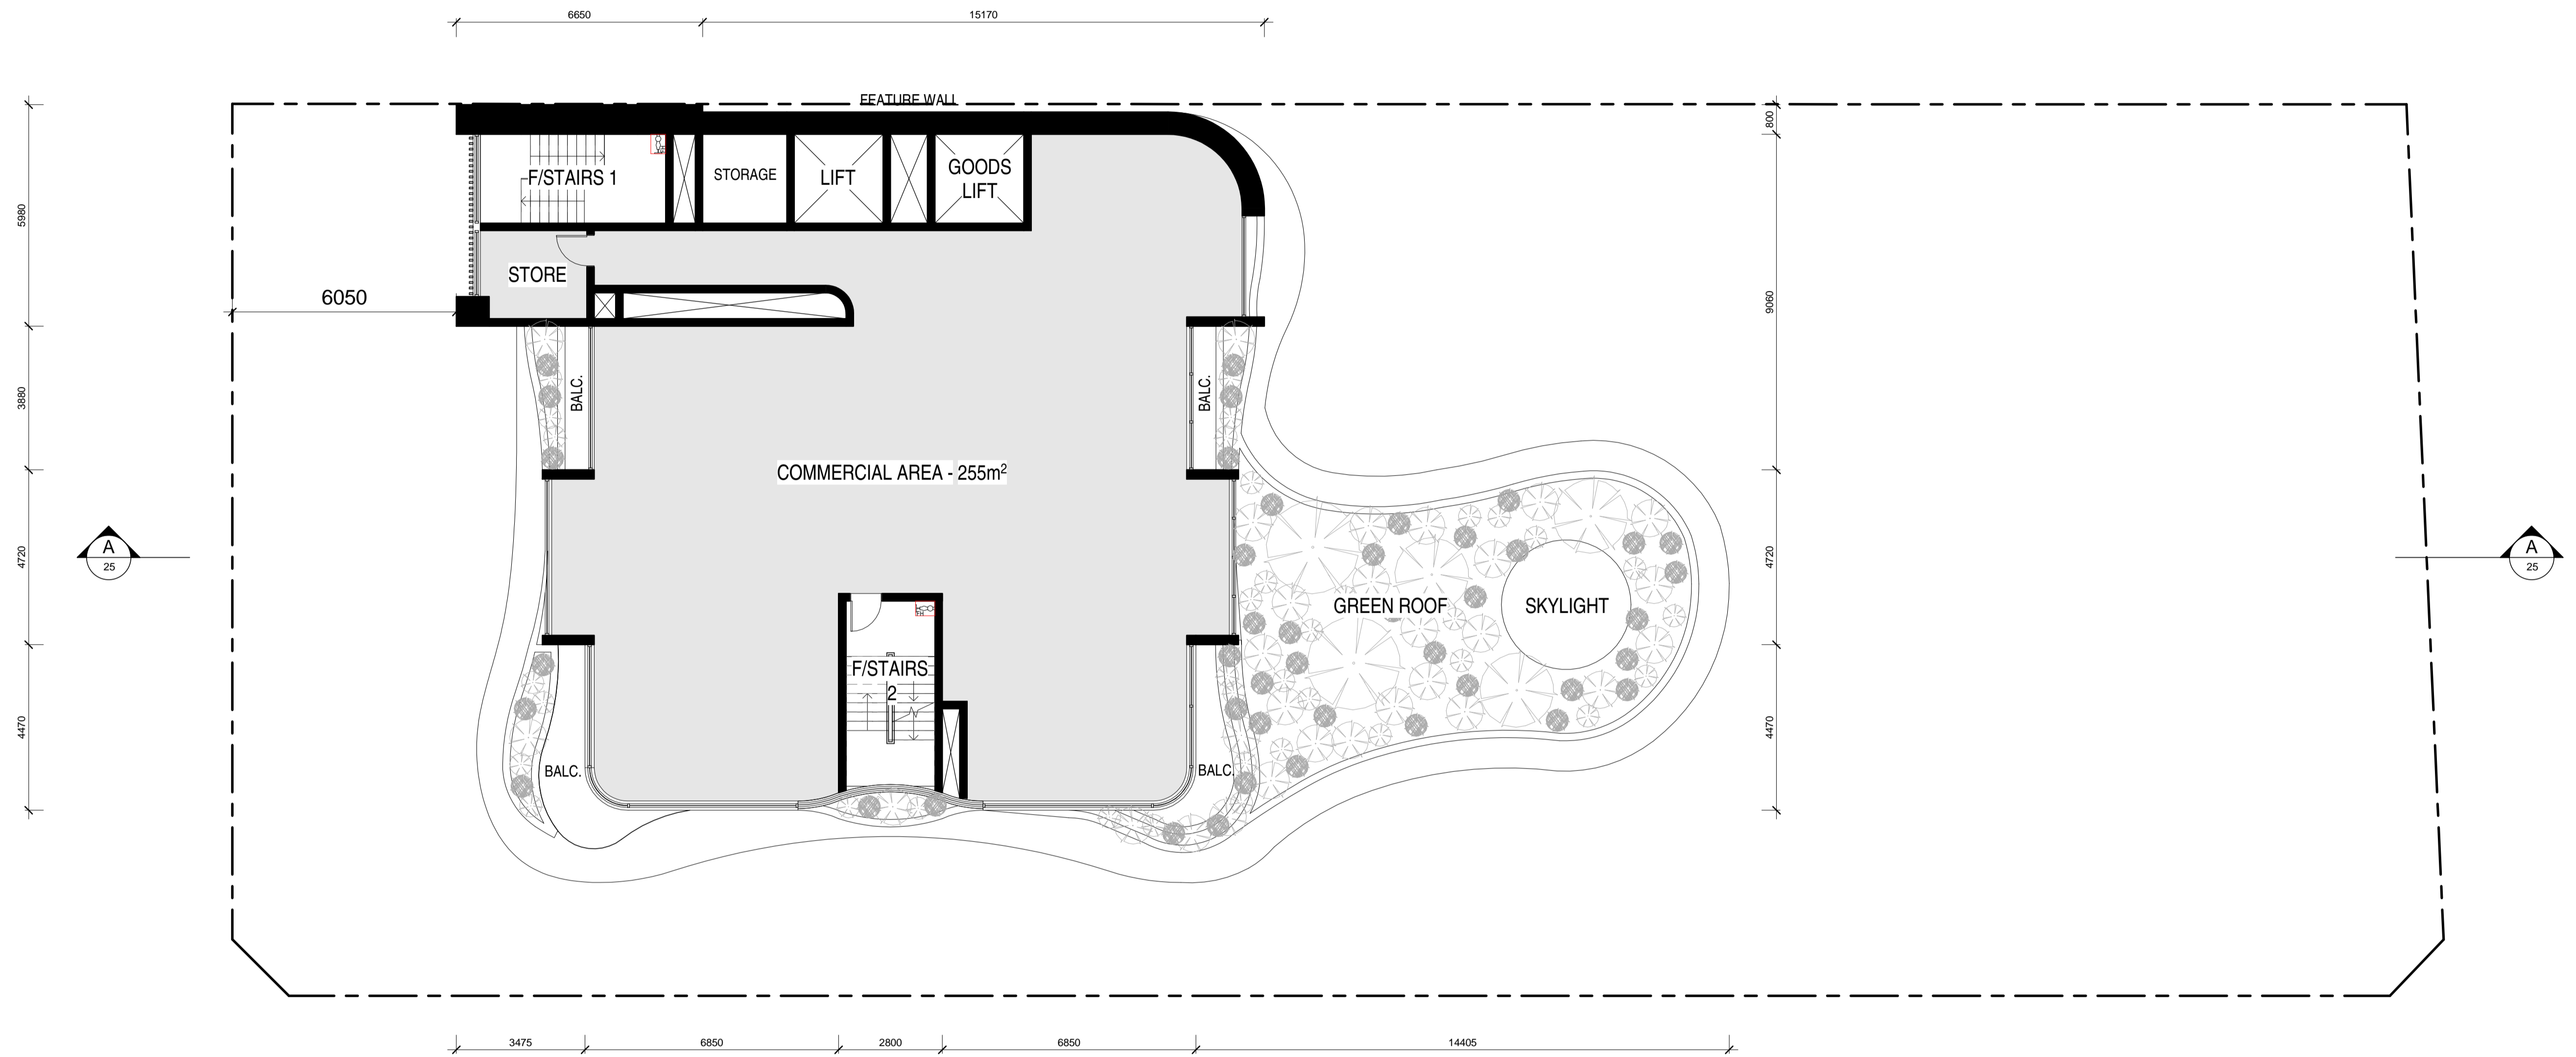 6650
15170
FEATURE WALL
800
F/STAIRS 1
STORAGE
LIFT
GOODS
LIFT
5980
STORE
6050
9060
BALC.
BALC.
3880
COMMERCIAL AREA - 255m²
A
25
4720
4720
A
25
GREEN ROOF
SKYLIGHT
F/STAIRS
2
4470
4470
BALC.
BALC.
3475
6850
2800
6850
14405